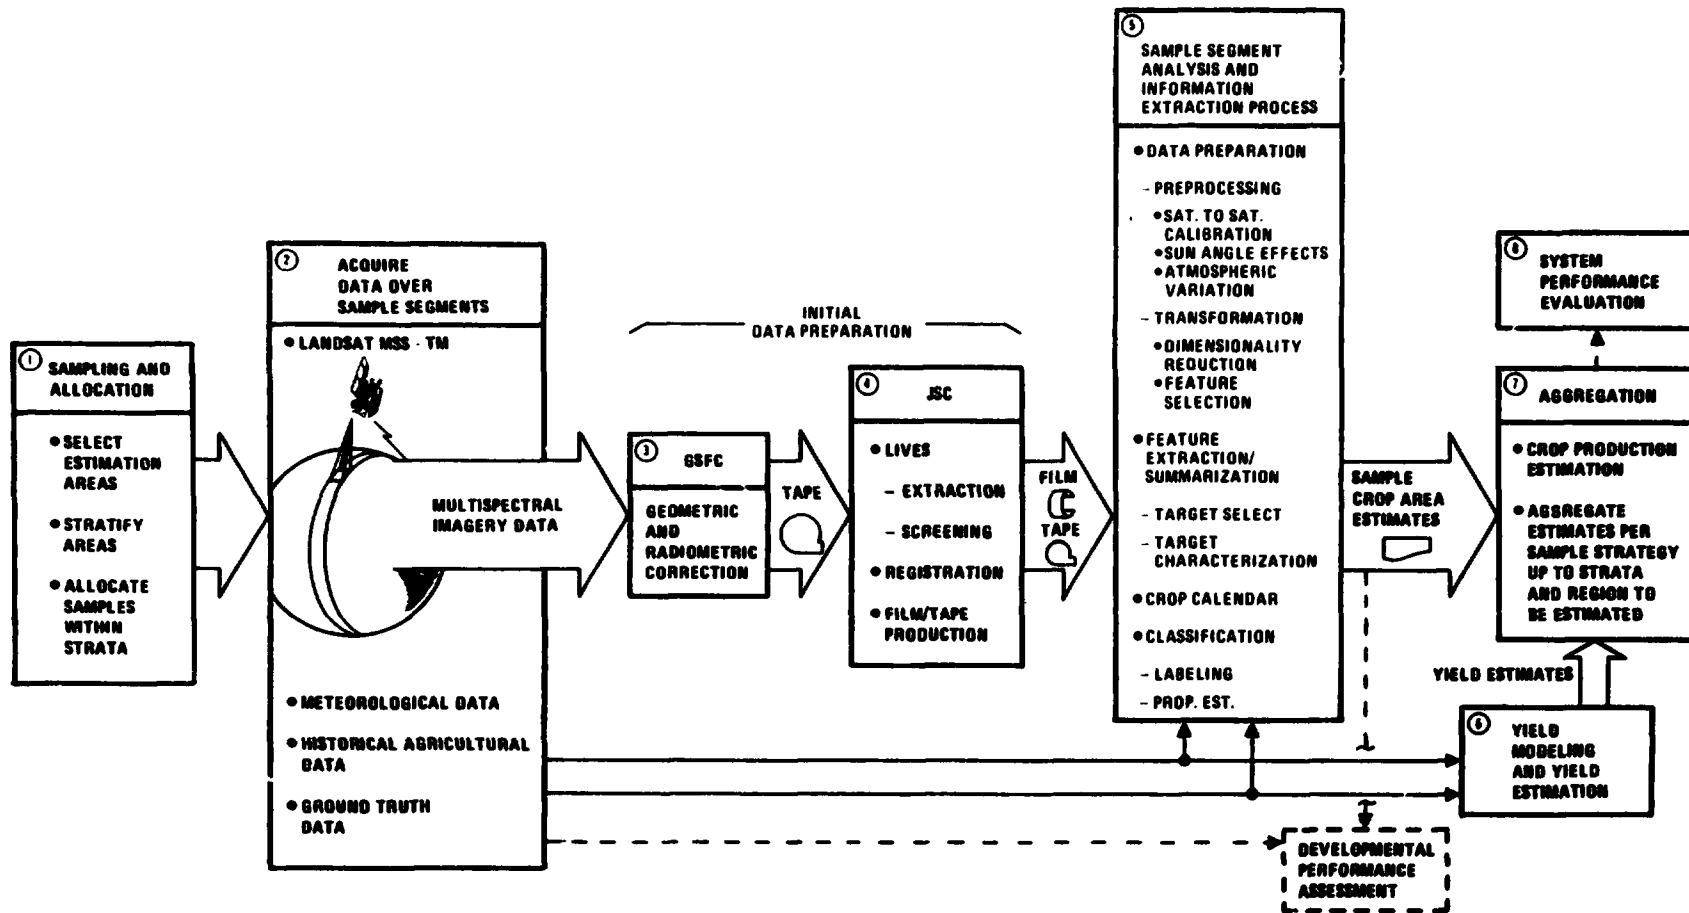 ①
SAMPLING AND
ALLOCATION
● SELECT
ESTIMATION
AREAS
● STRATIFY
AREAS
● ALLOCATE
SAMPLES
WITHIN
STRATA
②
ACQUIRE
DATA OVER
SAMPLE SEGMENTS
● LANDSAT MSS - TM
MULTISPECTRAL
IMAGERY DATA
● METEOROLOGICAL DATA
● HISTORICAL AGRICULTURAL
DATA
● GROUND TRUTH
DATA
INITIAL
DATA PREPARATION
③
GSFC
GEOMETRIC
AND
RADIOMETRIC
CORRECTION
TAPE
④
JSC
● LIVES
– EXTRACTION
– SCREENING
● REGISTRATION
● FILM/TAPE
PRODUCTION
FILM
TAPE
⑤
SAMPLE SEGMENT
ANALYSIS AND
INFORMATION
EXTRACTION PROCESS
● DATA PREPARATION
– PREPROCESSING
● SAT. TO SAT.
CALIBRATION
● SUN ANGLE EFFECTS
● ATMOSPHERIC
VARIATION
– TRANSFORMATION
● DIMENSIONALITY
REDUCTION
● FEATURE
SELECTION
● FEATURE
EXTRACTION/
SUMMARIZATION
– TARGET SELECT
– TARGET
CHARACTERIZATION
● CROP CALENDAR
● CLASSIFICATION
– LABELING
– PROP. EST.
SAMPLE
CROP AREA
ESTIMATES
⑧
SYSTEM
PERFORMANCE
EVALUATION
⑦
AGGREGATION
● CROP PRODUCTION
ESTIMATION
● AGGREGATE
ESTIMATES PER
SAMPLE STRATEGY
UP TO STRATA
AND REGION TO
BE ESTIMATED
YIELD ESTIMATES
⑥
YIELD
MODELING
AND YIELD
ESTIMATION
DEVELOPMENTAL
PERFORMANCE
ASSESSMENT